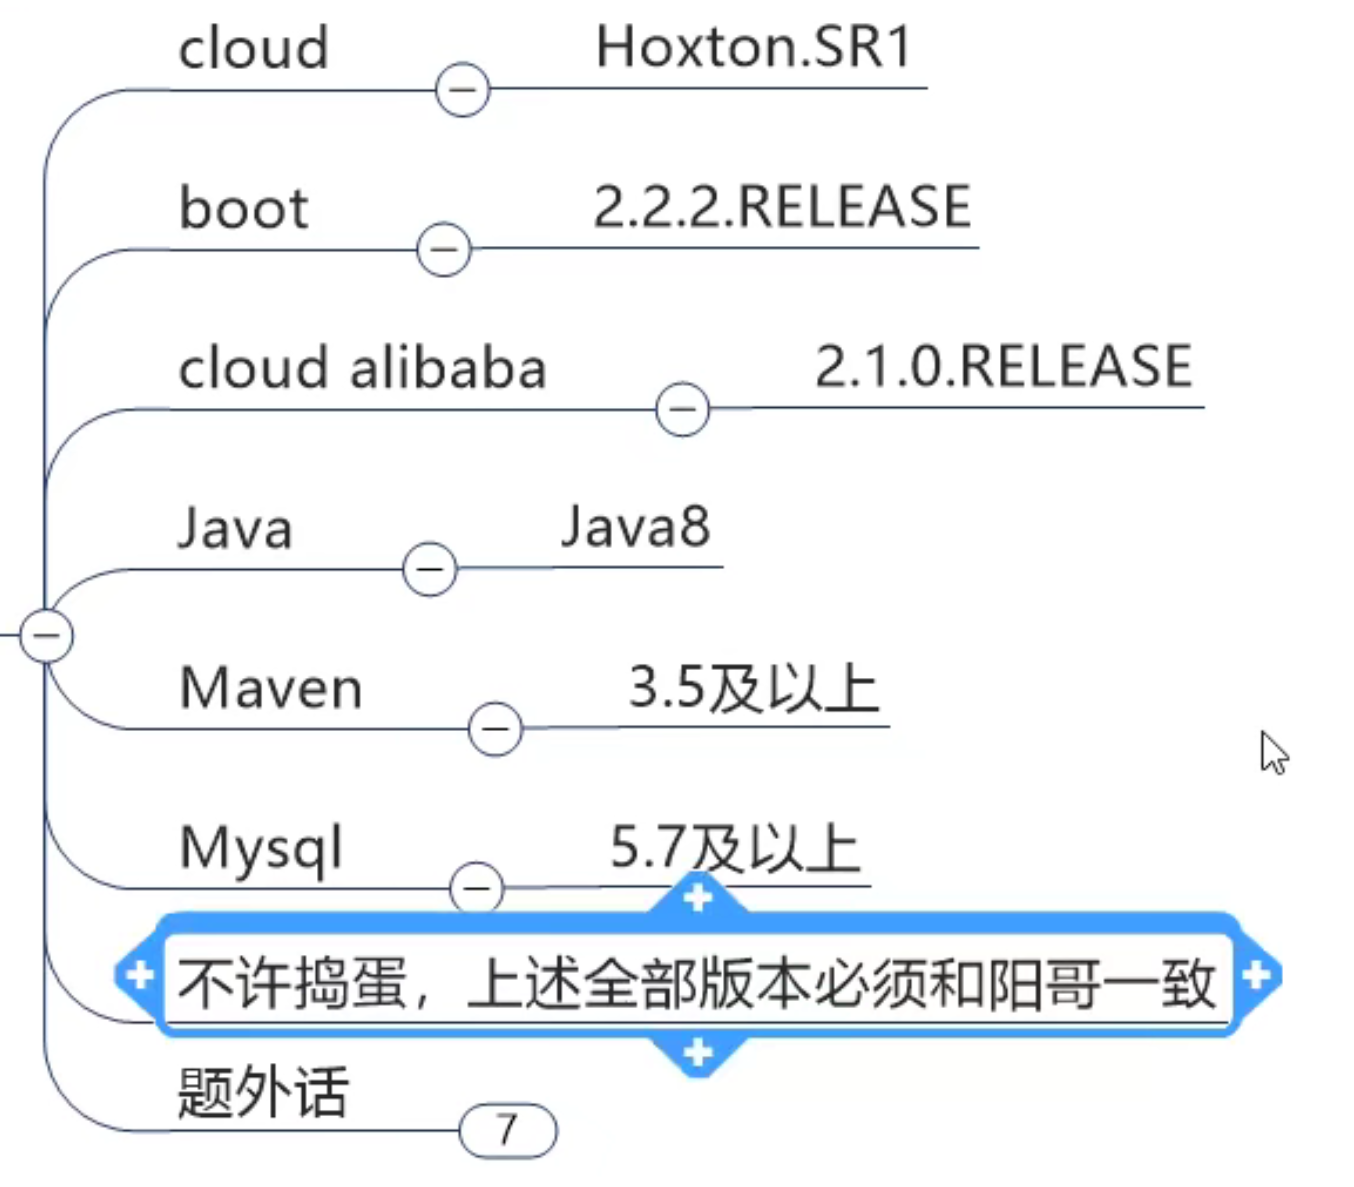 cloud
Hoxton.SR1
boot
2.2.2.RELEASE
cloud alibaba
2.1.0.RELEASE
Java
Java8
Maven
3.5及以上
Mysql
5.7及以上
不许捣蛋，上述全部版本必须和阳哥一致
题外话
7